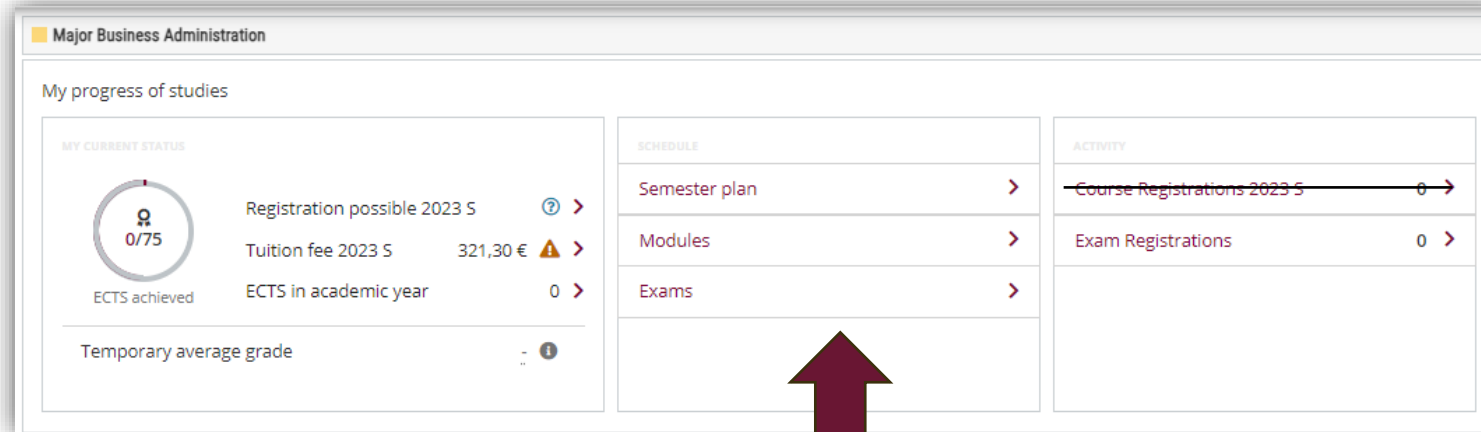 Major Business Administration
My progress of studies
MY CURRENT STATUS
0/75
ECTS achieved
Registration possible 2023 S
Tuition fee 2023 S 321,30 €
ECTS in academic year 0
Temporary average grade -
SCHEDULE
Semester plan
Modules
Exams
ACTIVITY
Course Registrations 2023 S 0
Exam Registrations 0